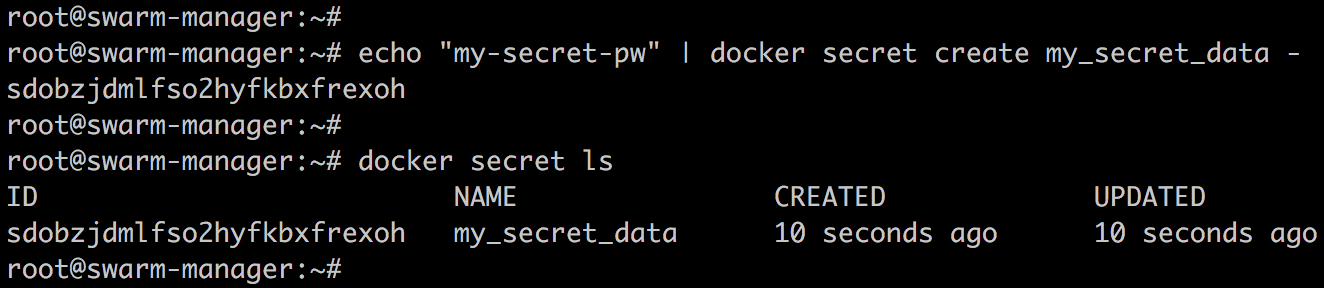 root@swarm-manager:~#
root@swarm-manager:~# echo "my-secret-pw" | docker secret create my_secret_data -
sdobzjdmlfso2hyfkbxfrexoh
root@swarm-manager:~#
root@swarm-manager:~# docker secret ls
ID NAME CREATED UPDATED
sdobzjdmlfso2hyfkbxfrexoh my_secret_data 10 seconds ago 10 seconds ago
root@swarm-manager:~#